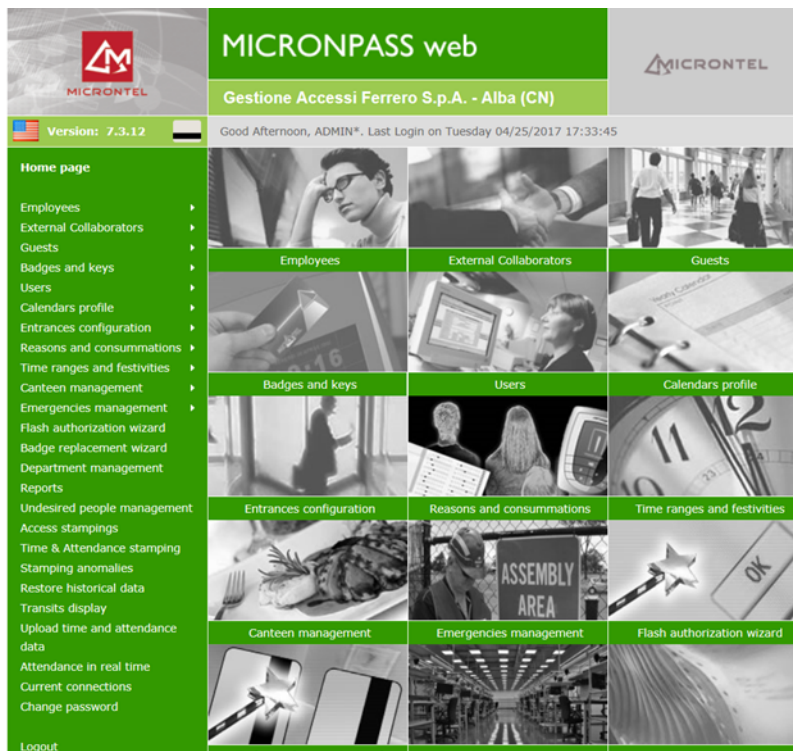 MICRONTEL
MICRONPASS web
MICRONTEL
Gestione Accessi Ferrero S.p.A. - Alba (CN)
Version: 7.3.12
Good Afternoon, ADMIN*. Last Login on Tuesday 04/25/2017 17:33:45
Home page
Employees
External Collaborators
Guests
Badges and keys
Users
Calendars profile
Entrances configuration
Reasons and consummations
Time ranges and festivities
Canteen management
Emergencies management
Flash authorization wizard
Badge replacement wizard
Department management
Reports
Undesired people management
Access stampings
Time & Attendance stamping
Stamping anomalies
Restore historical data
Transits display
Upload time and attendance
data
Attendance in real time
Current connections
Change password
Logout
Employees
External Collaborators
Guests
Yearly Calendar
Badges and keys
Users
Calendars profile
11
12
Entrances configuration
Reasons and consummations
Time ranges and festivities
ASSEMBLY
AREA
OK
Canteen management
Emergencies management
Flash authorization wizard